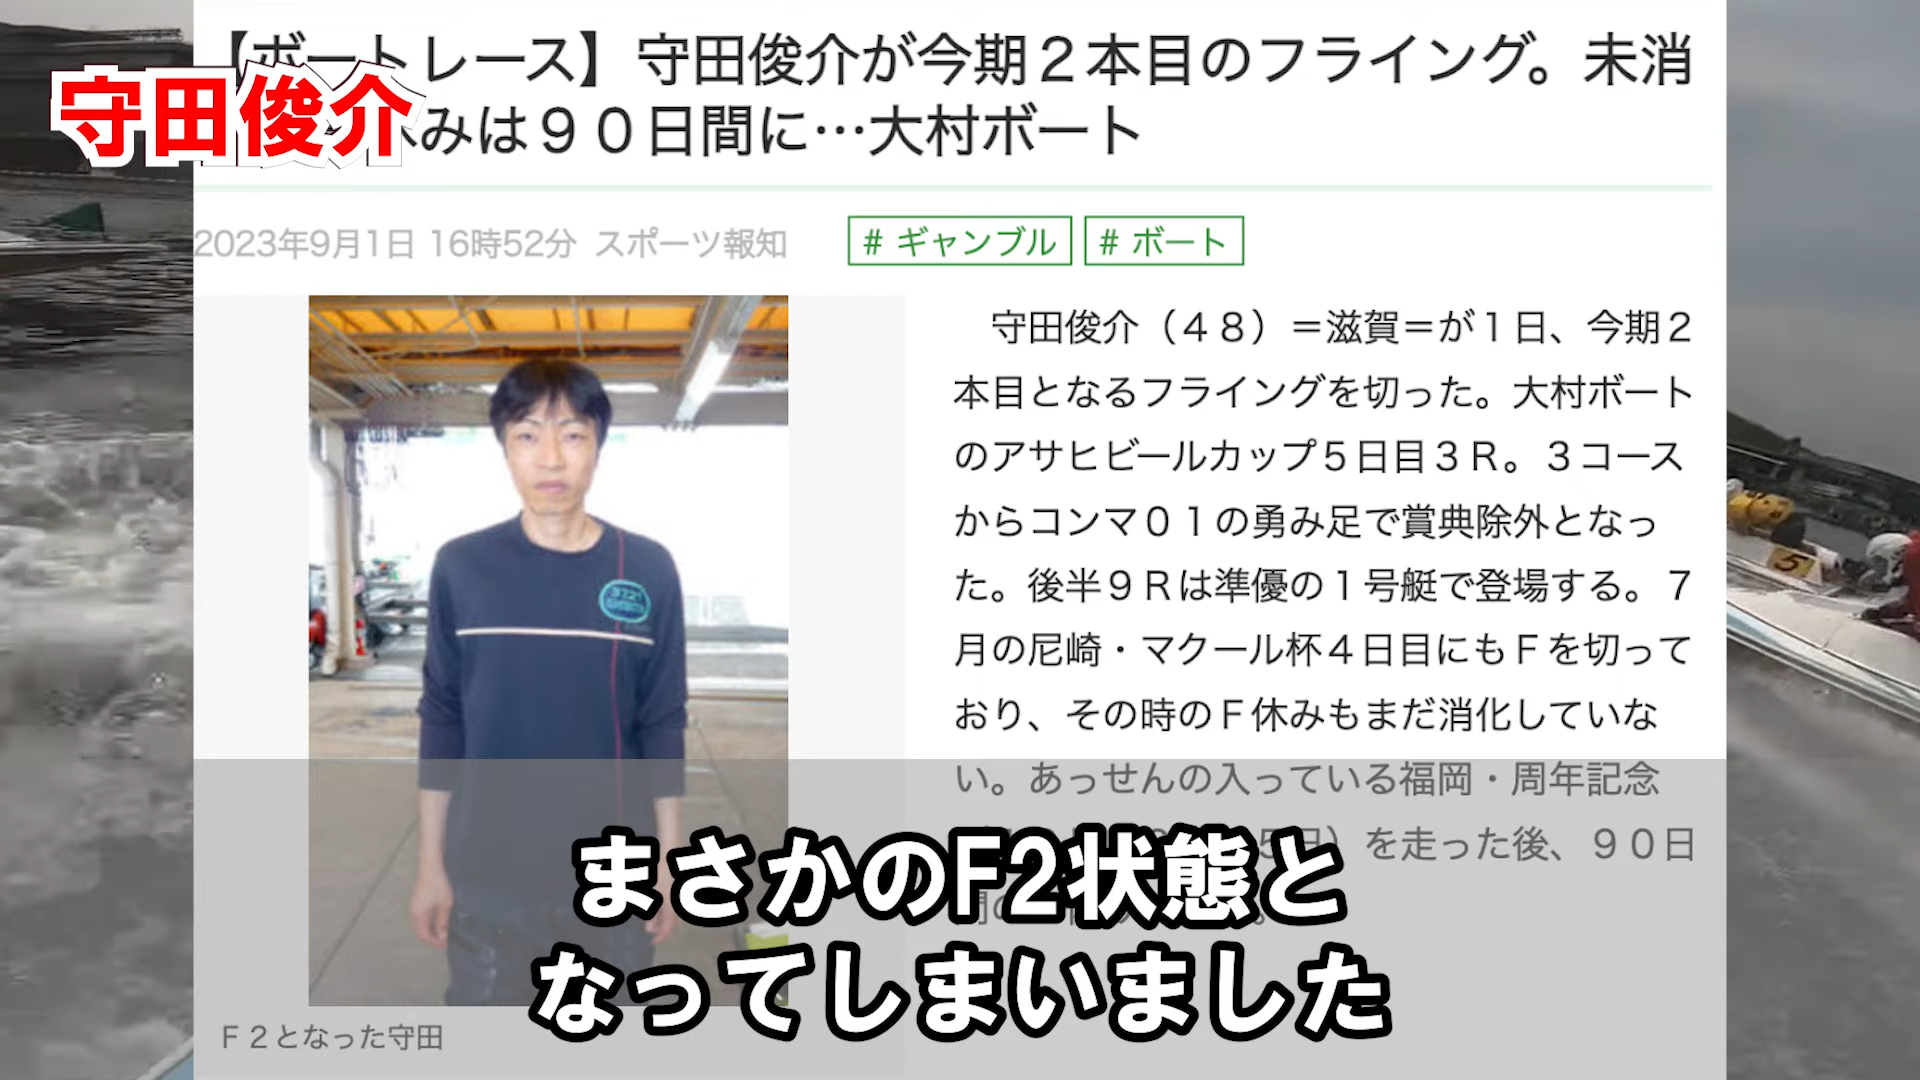 【ボートレース】守田俊介が今期２本目のフライング。未消
みは９０日間に…大村ボート
守田俊介
2023年9月1日 16時52分 スポーツ報知
# ギャンブル
# ボート
守田俊介（４８）＝滋賀＝が１日、今期２
本目となるフライングを切った。大村ボート
のアサヒビールカップ５日目３Ｒ。３コース
からコンマ０１の勇み足で賞典除外となっ
た。後半９Ｒは準優の１号艇で登場する。７
月の尼崎・マクール杯４日目にもＦを切って
おり、その時のＦ休みもまだ消化していな
い。あっせんの入っている福岡・周年記念
５日）を走った後、９０日
Ｆ２となった守田
まさかのF2状態と
なってしまいました
5